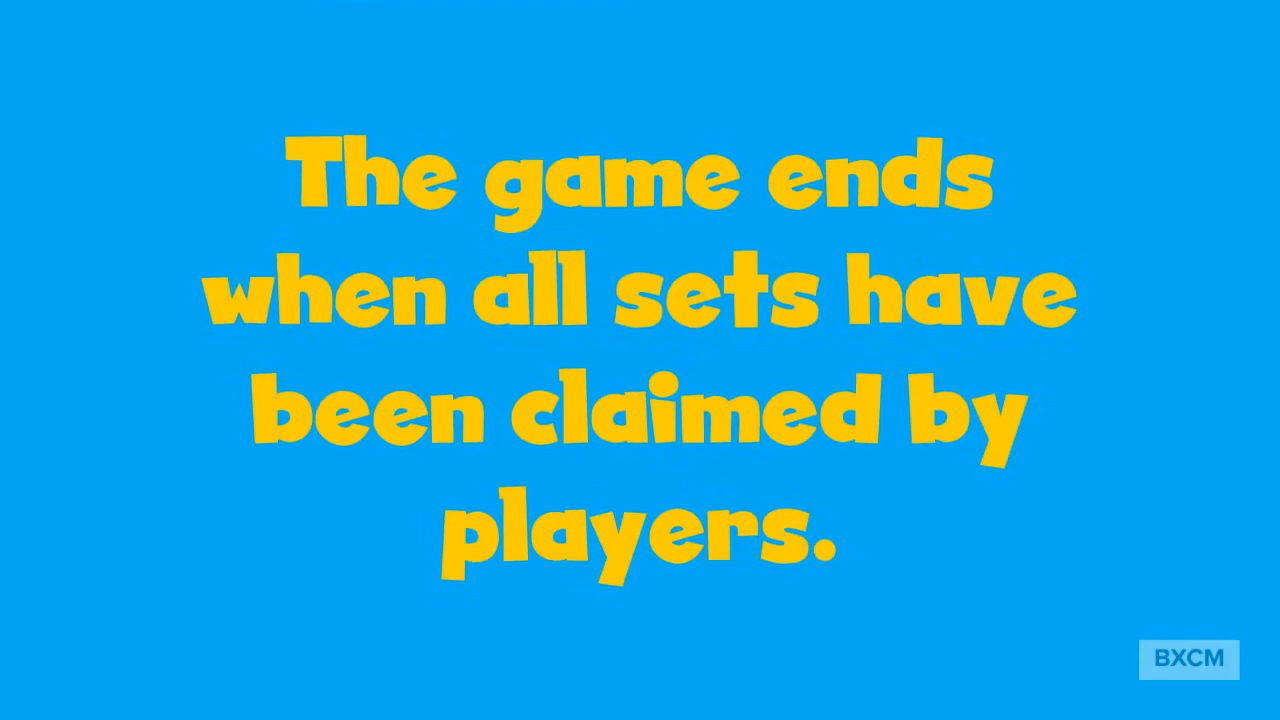 The game ends
when all sets have
been claimed by
players.
BXCM